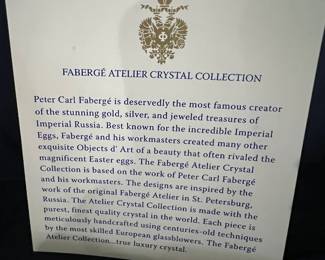 FABERGÉ ATELIER CRYSTAL COLLECTION
Peter Carl Fabergé is deservedly the most famous creator
of the stunning gold, silver, and jeweled treasures of
Imperial Russia. Best known for the incredible Imperial
Eggs, Fabergé and his workmasters created many other
exquisite Objects d' Art of a beauty that often rivaled the
magnificent Easter eggs. The Fabergé Atelier Crystal
Collection is based on the work of Peter Carl Fabergé
and his workmasters. The designs are inspired by the
work of the original Fabergé Atelier in St. Petersburg,
Russia. The Atelier Crystal Collection is made with the
purest, finest quality crystal in the world. Each piece is
meticulously handcrafted using centuries-old techniques
by the most skilled European glassblowers. The Fabergé
Atelier Collection...true luxury crystal.